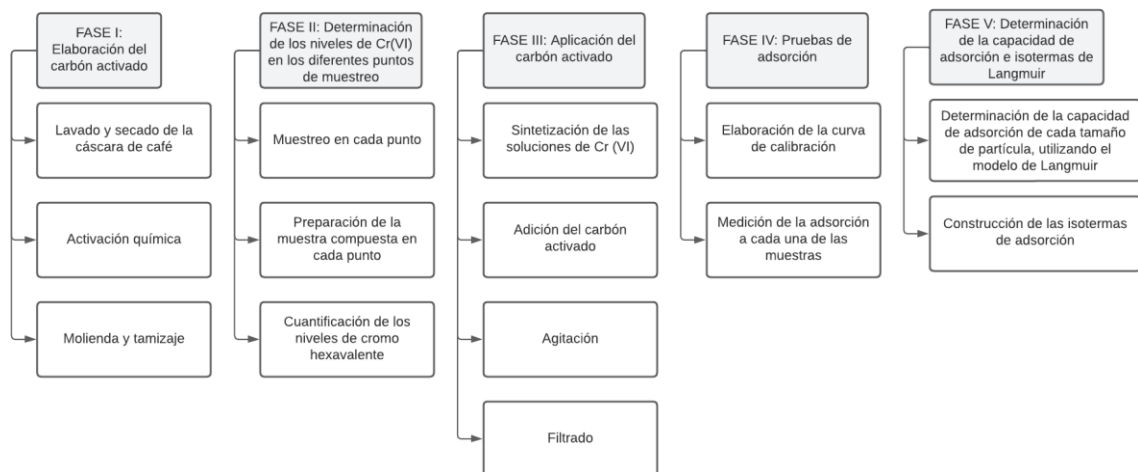 FASE I:
Elaboración del
carbón activado
Lavado y secado de la
cáscara de café
Activación química
Molienda y tamizaje
FASE II: Determinación
de los niveles de Cr(VI)
en los diferentes puntos
de muestreo
Muestreo en cada punto
Preparación de la
muestra compuesta en
cada punto
Cuantificación de los
niveles de cromo
hexavalente
FASE III: Aplicación del
carbón activado
Sintetización de las
soluciones de Cr (VI)
Adición del carbón
activado
Agitación
Filtrado
FASE IV: Pruebas de
adsorción
Elaboración de la curva
de calibración
Medición de la adsorción
a cada una de las
muestras
FASE V: Determinación
de la capacidad de
adsorción e isotermas de
Langmuir
Determinación de la capacidad
de adsorción de cada tamaño
de partícula, utilizando el
modelo de Langmuir
Construcción de las isotermas
de adsorción